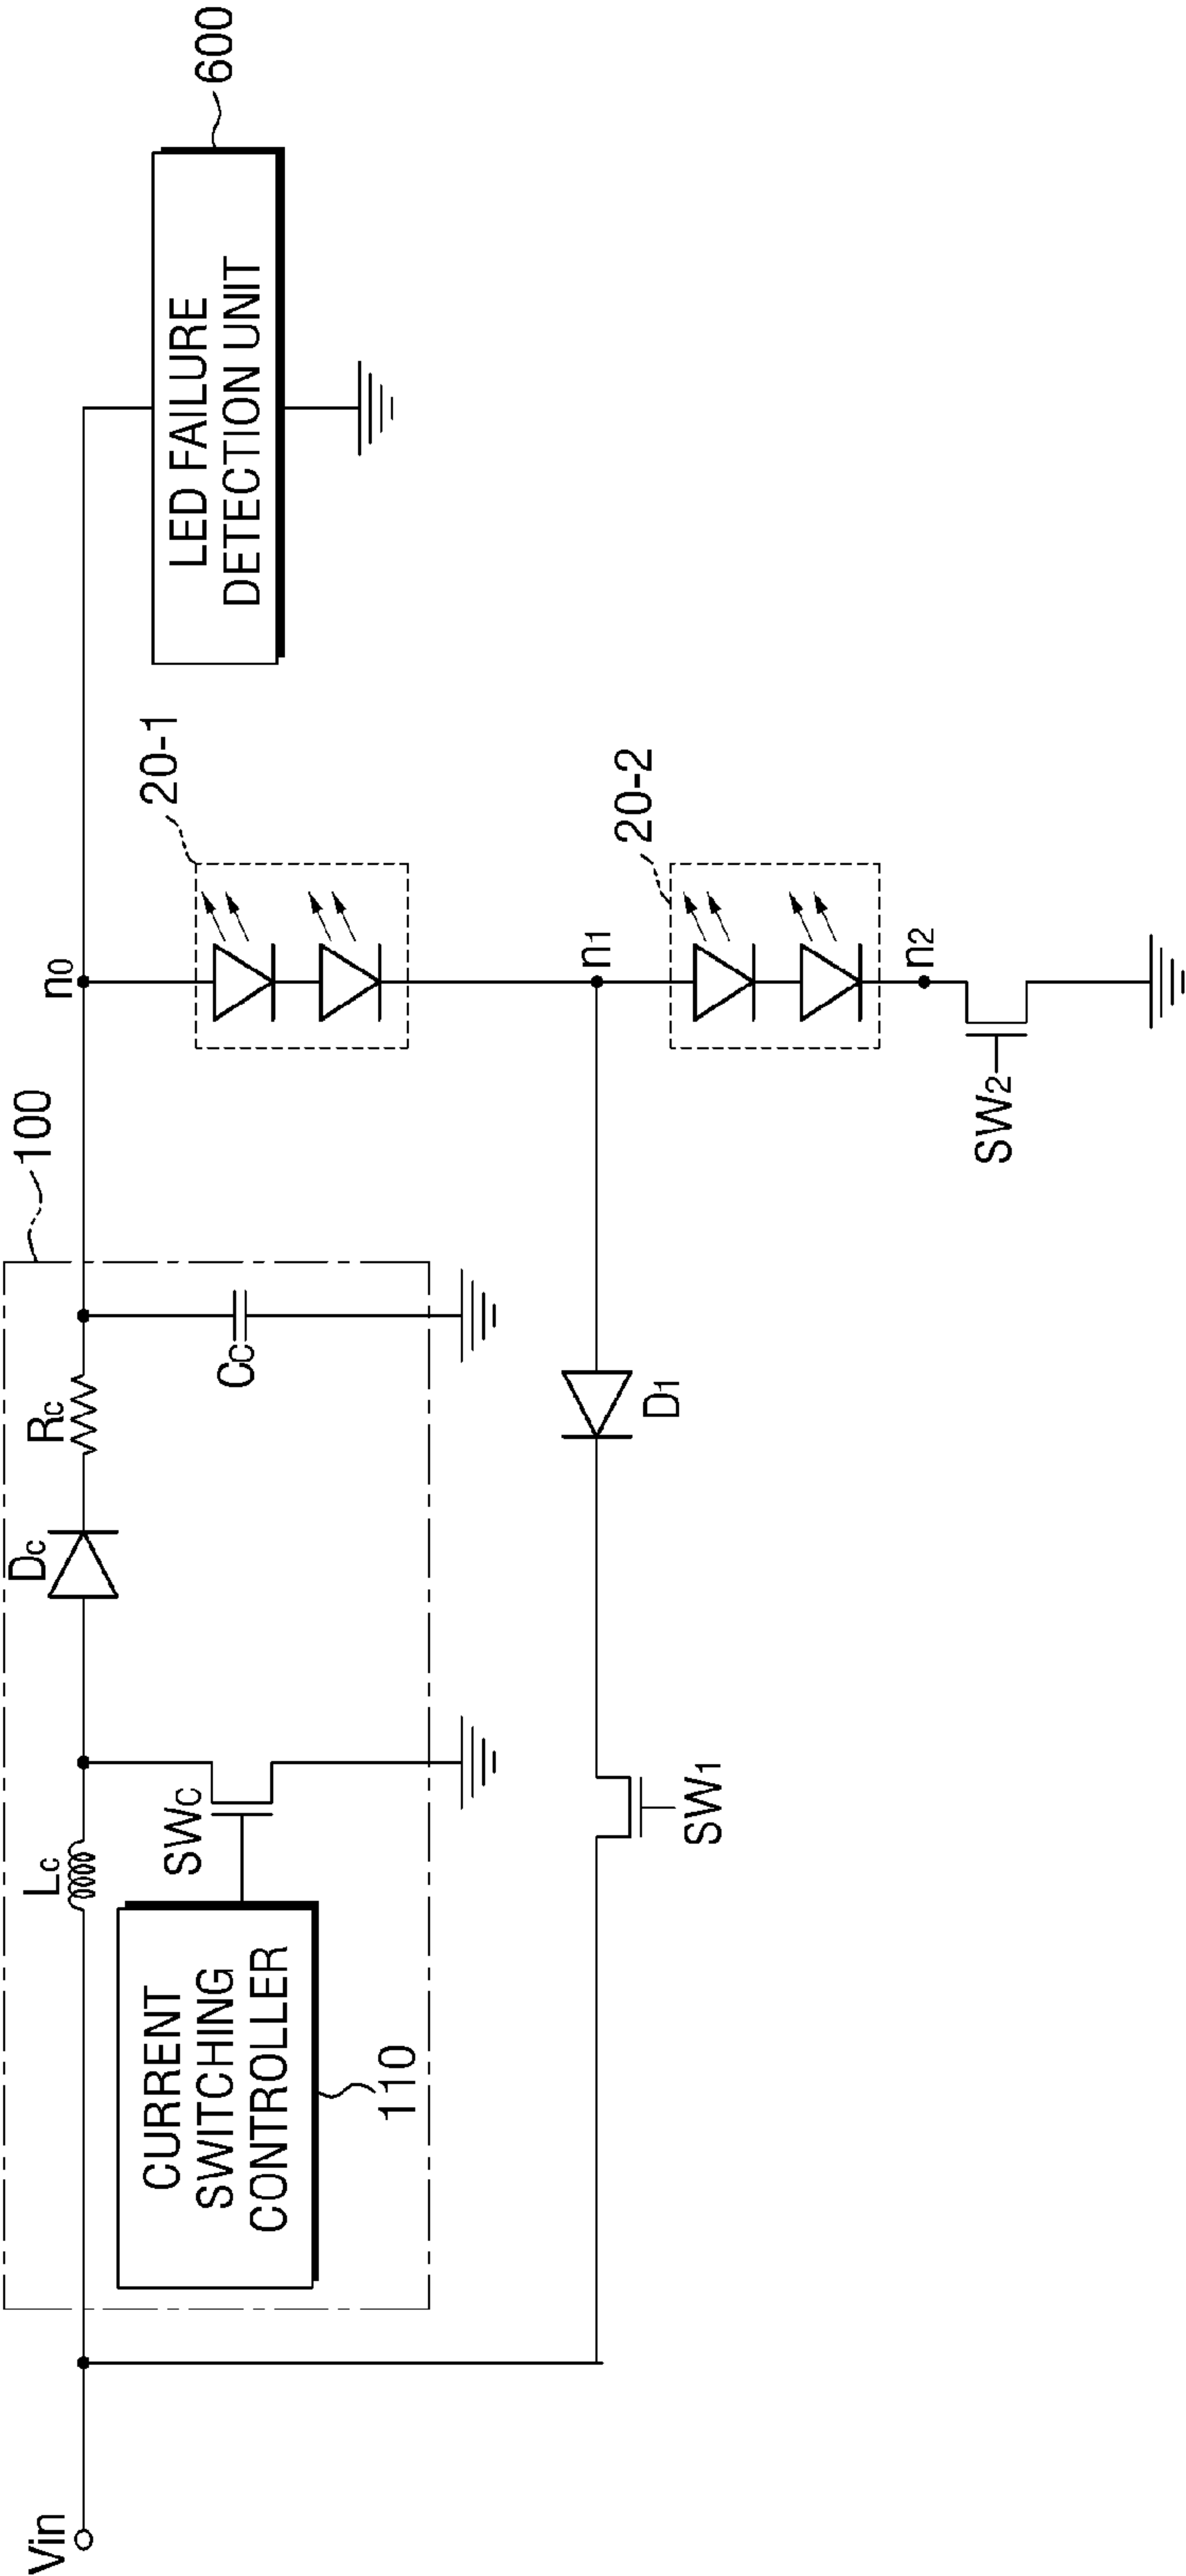 Vin
CURRENT
SWITCHING
CONTROLLER
110
Lc
SWC
Dc
Rc
CC
100
n0
20-1
LED FAILURE
DETECTION UNIT
600
SW1
D1
n1
20-2
n2
SW2